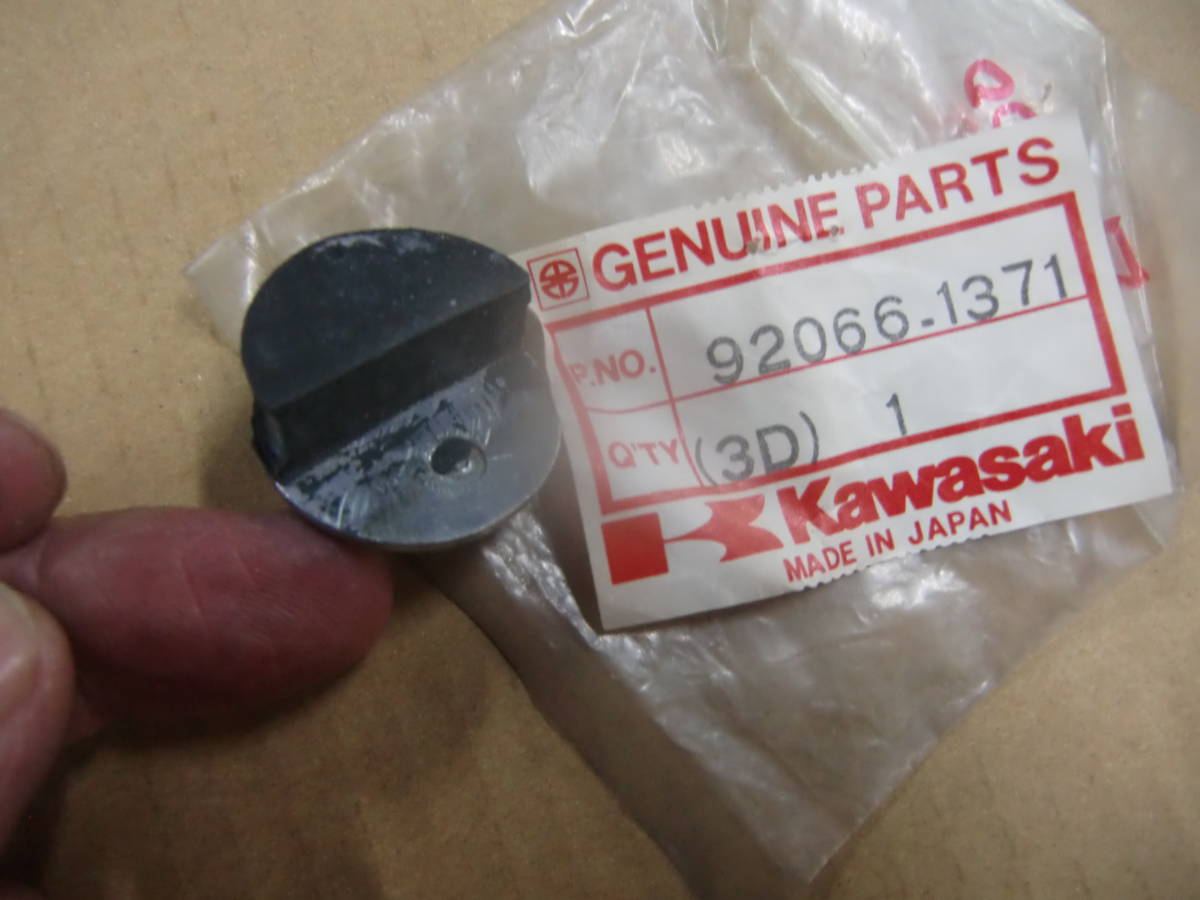 GENUINE PARTS
P.NO. 92066-1371
Q'TY (3D) 1
Kawasaki
MADE IN JAPAN